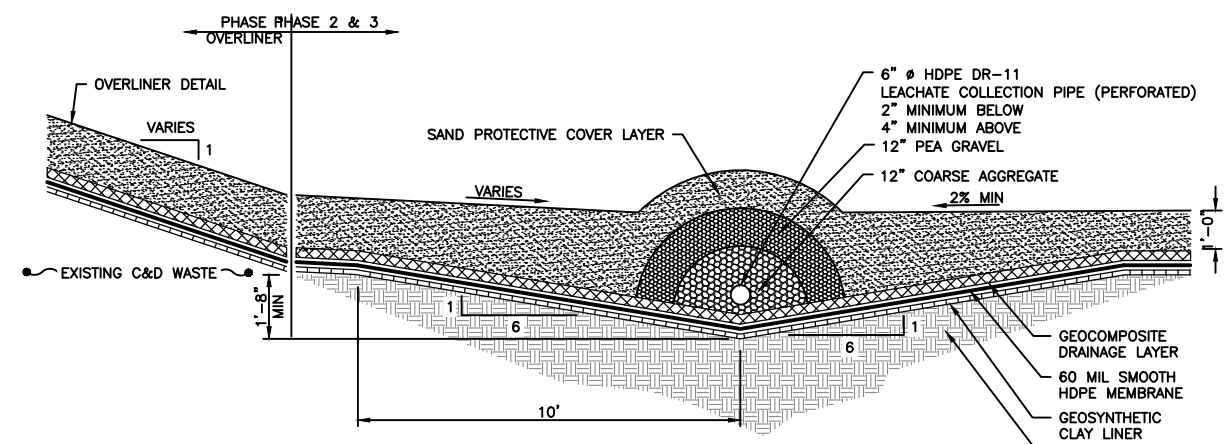 PHASE 1
PHASE 2 & 3
OVERLINER
OVERLINER DETAIL
VARIES
1
SAND PROTECTIVE COVER LAYER
6" ø HDPE DR-11
LEACHATE COLLECTION PIPE (PERFORATED)
2" MINIMUM BELOW
4" MINIMUM ABOVE
12" PEA GRAVEL
12" COARSE AGGREGATE
VARIES
2% MIN
1'-0"
EXISTING C&D WASTE
1'-8"
MIN
1
6
1
6
10'
GEOCOMPOSITE
DRAINAGE LAYER
60 MIL SMOOTH
HDPE MEMBRANE
GEOSYNTHETIC
CLAY LINER